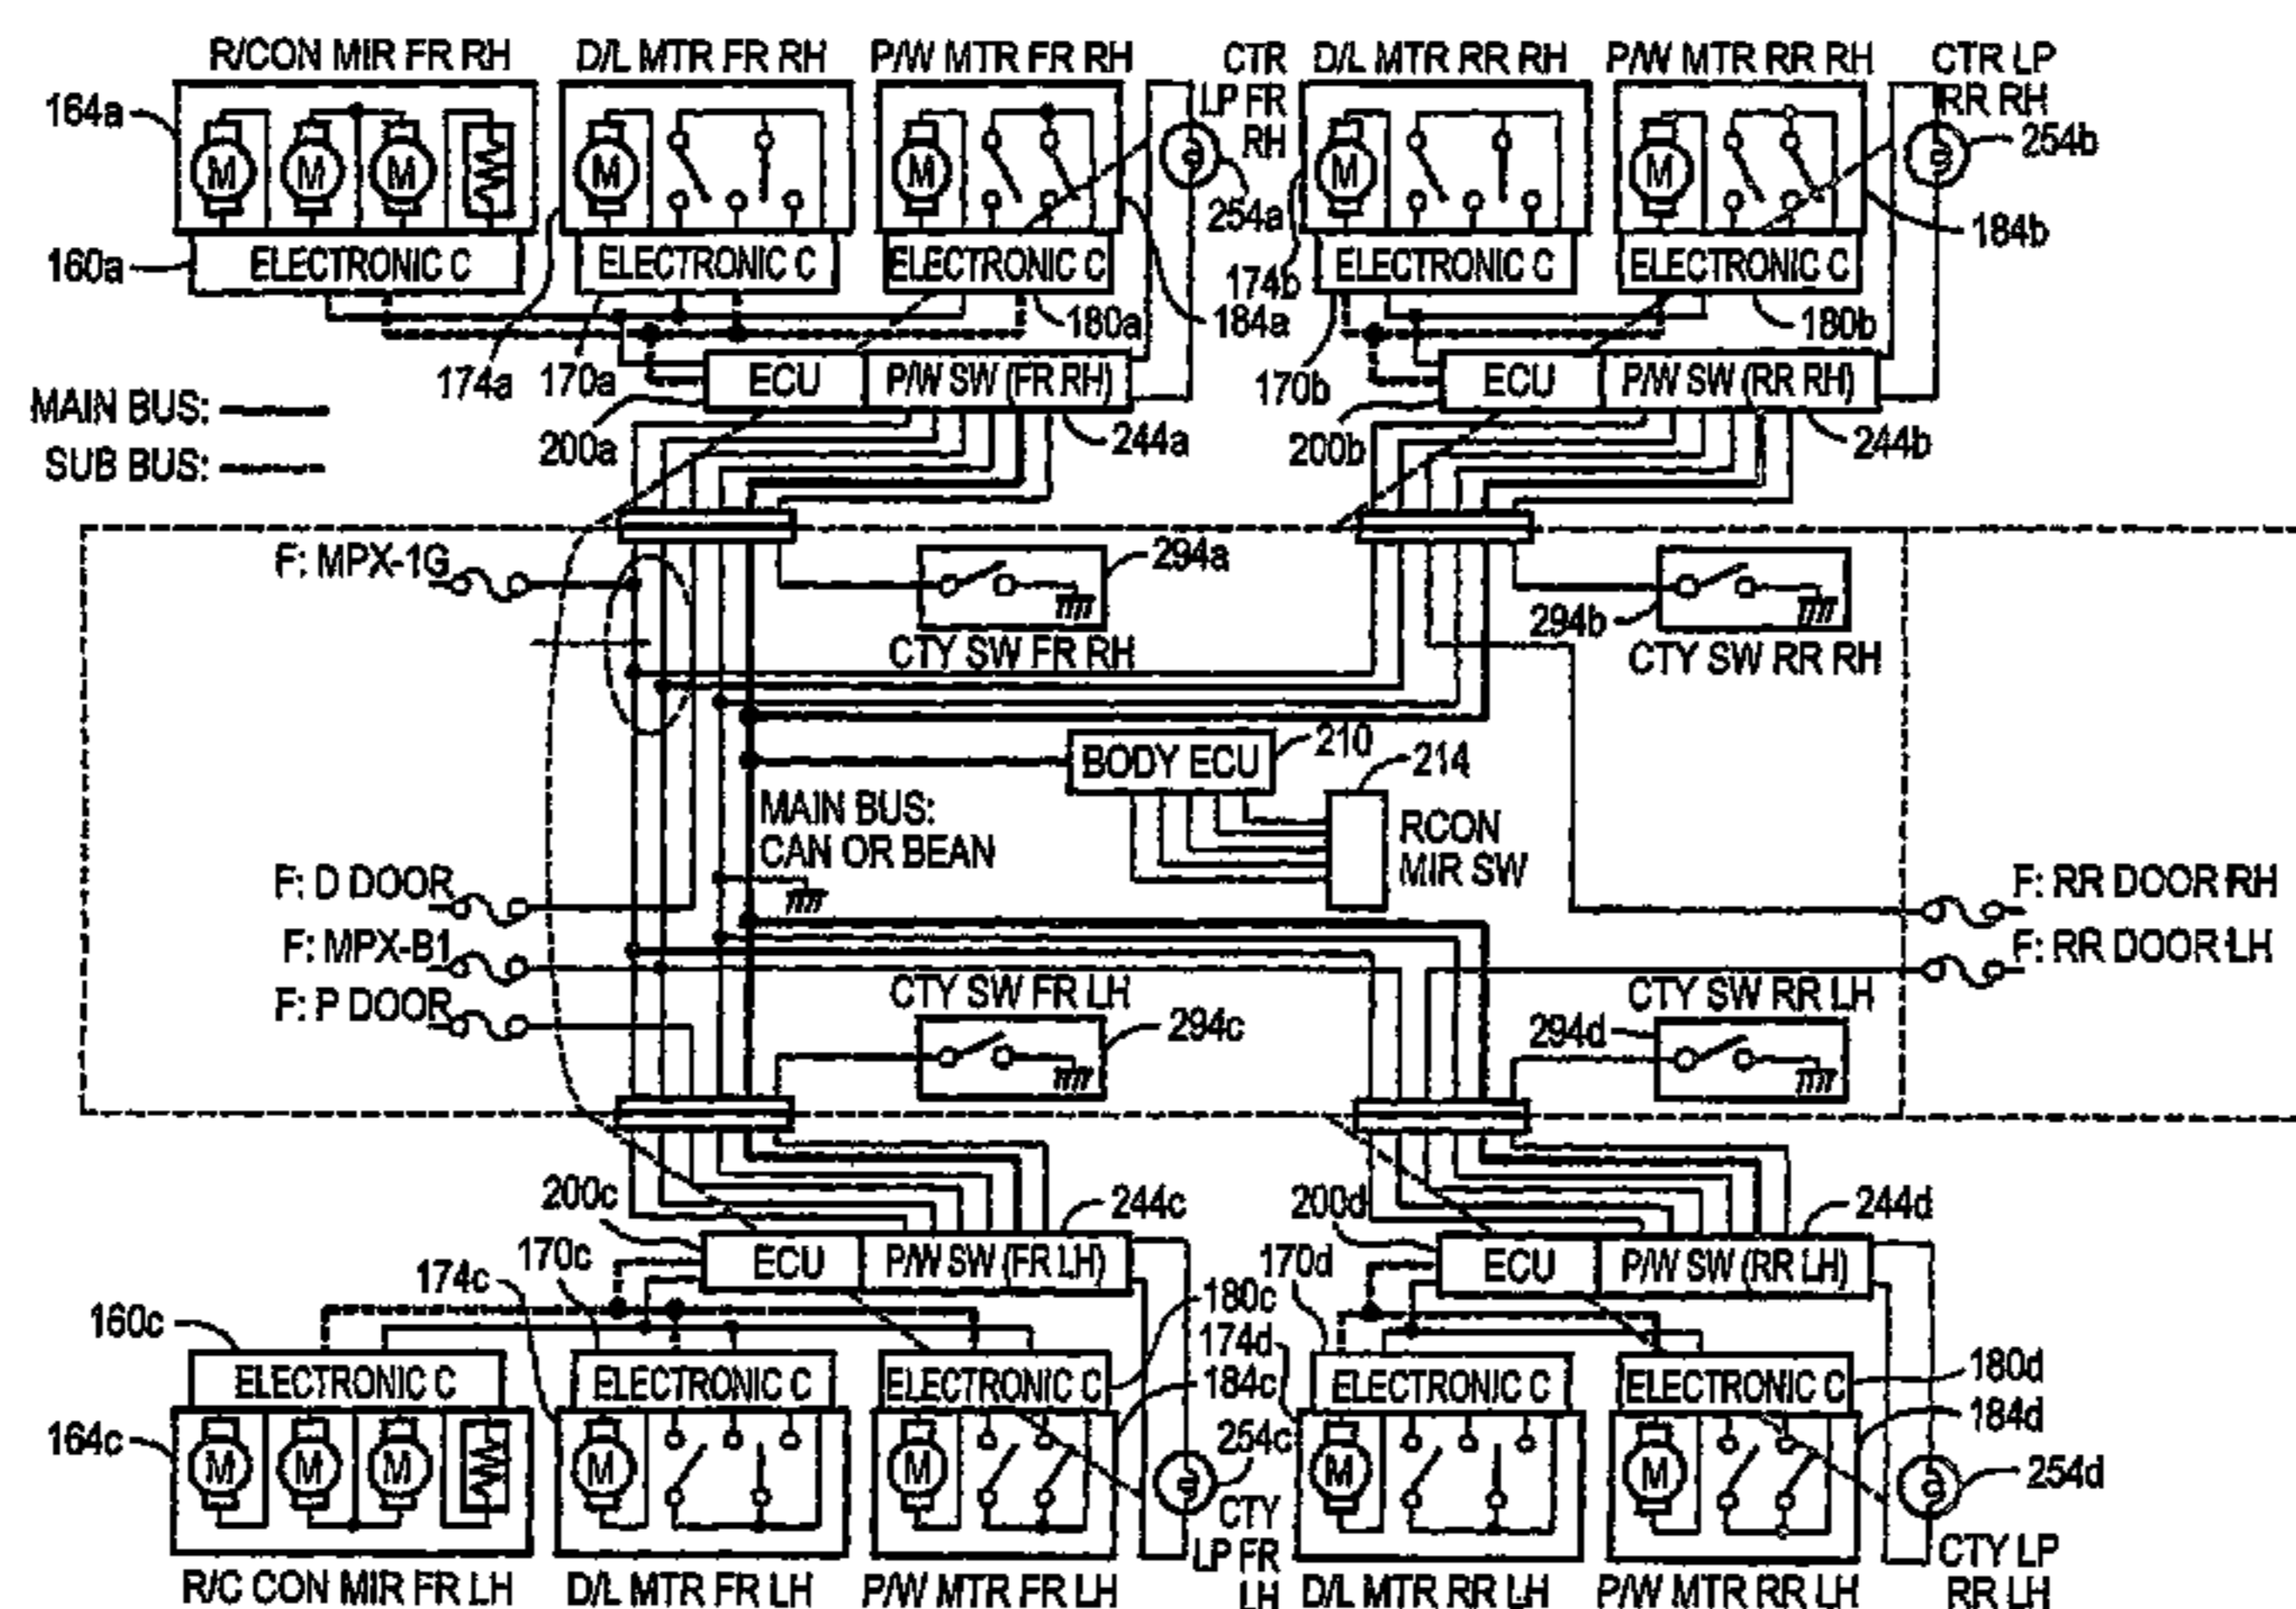 R/CON MIR FR RH
D/L MTR FR RH
P/W MTR FR RH
CTR
LP FR
RH
D/L MTR RR RH
P/W MTR RR RH
CTR LP
RR RH
164a
M
M
M
M
M
M
M
254a
254b
184b
160a
ELECTRONIC C
ELECTRONIC C
ELECTRONIC C
174b
ELECTRONIC C
ELECTRONIC C
180a
184a
180b
174a
170a
ECU
P/W SW (FR RH)
170b
ECU
P/W SW (RR RH)
MAIN BUS:
SUB BUS:
200a
244a
200b
244b
F: MPX-1G
294a
CTY SW FR RH
294b
CTY SW RR RH
BODY ECU
210
214
MAIN BUS:
CAN OR BEAN
RCON
MIR SW
F: D DOOR
F: RR DOOR RH
F: MPX-B1
F: RR DOOR LH
F: P DOOR
CTY SW FR LH
294c
CTY SW RR LH
294d
200c
244c
200d
244d
174c
170c
ECU
P/W SW (FR LH)
170d
ECU
P/W SW (RR LH)
160c
180c
174d
180d
ELECTRONIC C
ELECTRONIC C
ELECTRONIC C
184c
ELECTRONIC C
ELECTRONIC C
184d
164c
M
M
M
M
M
M
M
254c
254d
CTY
LP FR
LH
CTY LP
RR LH
R/C CON MIR FR LH
D/L MTR FR LH
P/W MTR FR LH
D/L MTR RR LH
P/W MTR RR LH